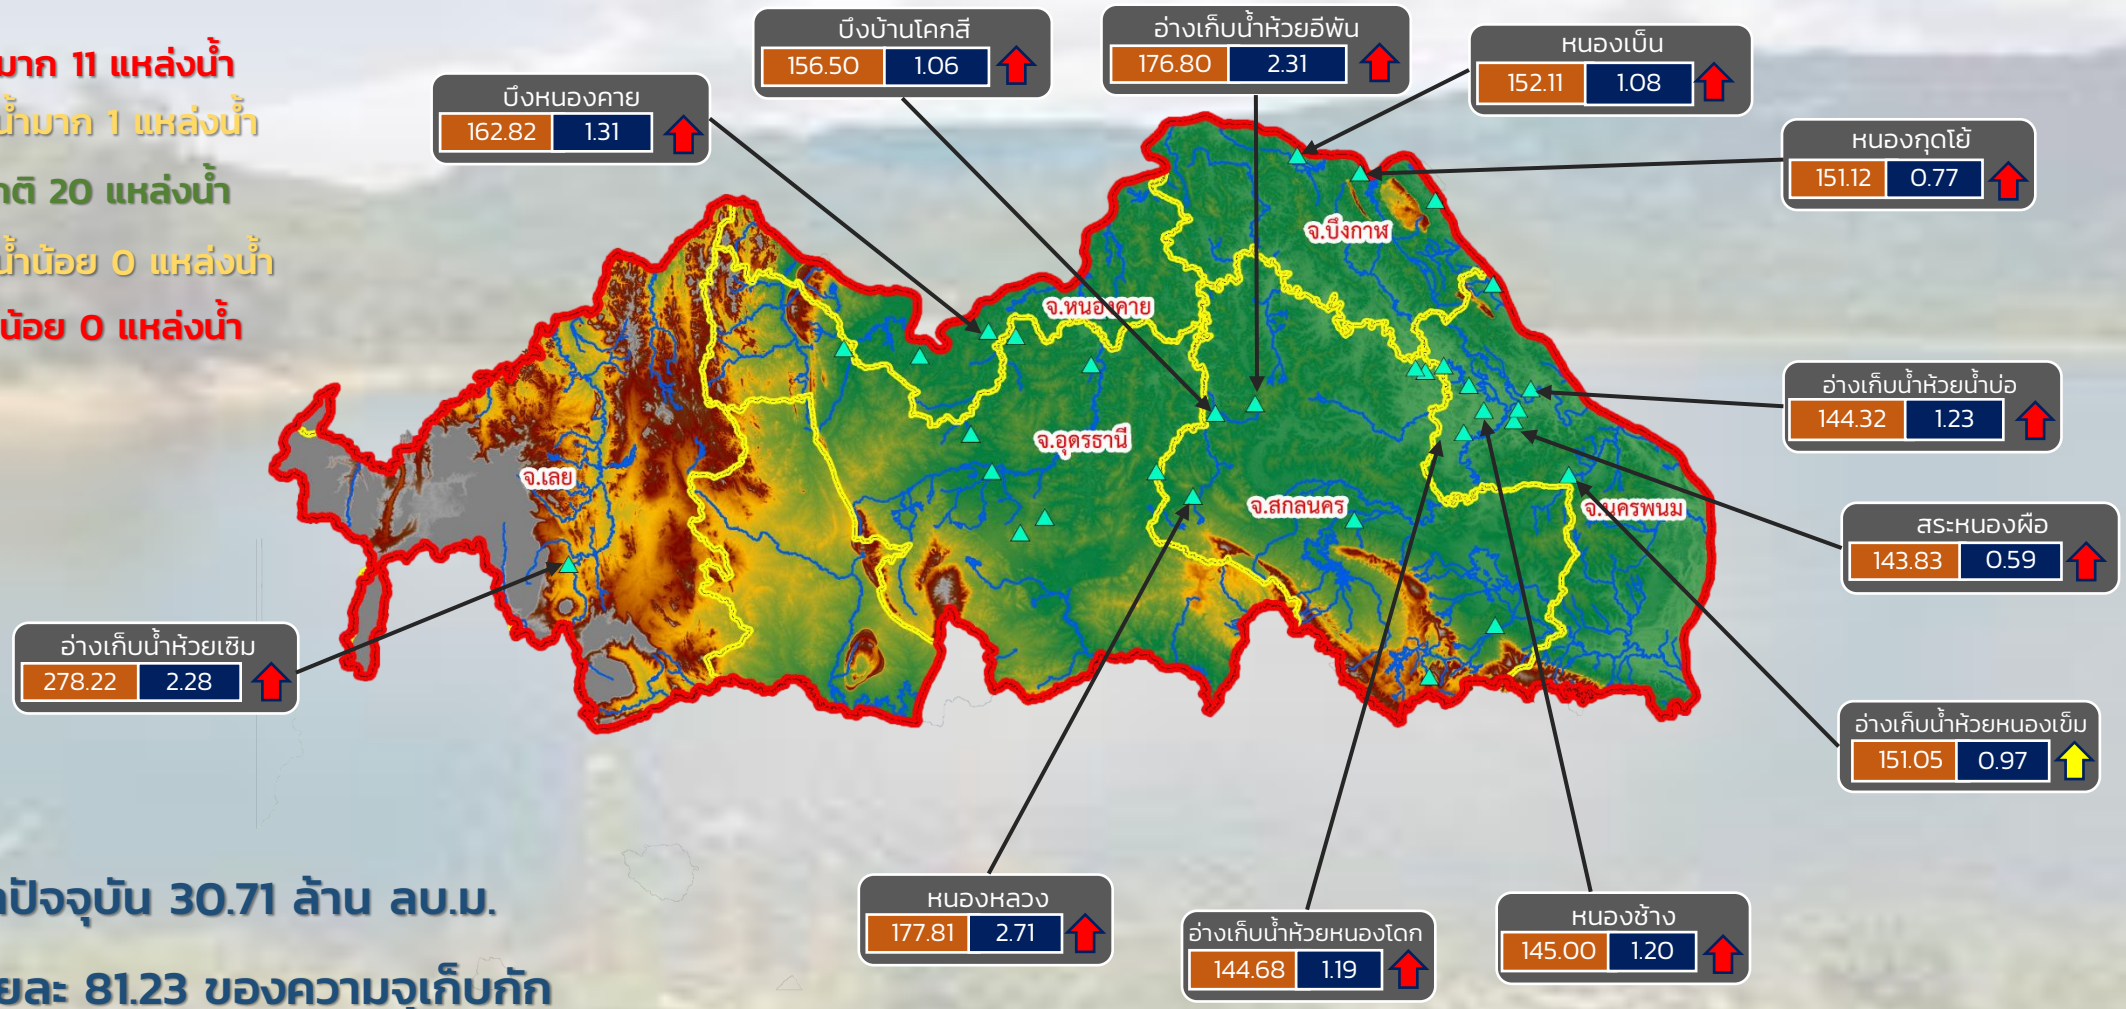 มาก 11 แหล่งน้ำ
น้ำมาก 1 แหล่งน้ำ
กติ 20 แหล่งน้ำ
น้ำน้อย 0 แหล่งน้ำ
น้อย 0 แหล่งน้ำ
บึงหนองคาย
162.82 1.31
บึงบ้านโคกสี
156.50 1.06
อ่างเก็บน้ำห้วยอีพัน
176.80 2.31
หนองเบ็น
152.11 1.08
หนองกุดโย้
151.12 0.77
จ.บึงกาฬ
จ.หนองคาย
จ.อุดรธานี
จ.เลย
จ.สกลนคร
จ.นครพนม
อ่างเก็บน้ำห้วยน้ำบ่อ
144.32 1.23
สระหนองผือ
143.83 0.59
อ่างเก็บน้ำห้วยเซิม
278.22 2.28
อ่างเก็บน้ำห้วยหนองเข็ม
151.05 0.97
หนองหลวง
177.81 2.71
อ่างเก็บน้ำห้วยหนองโดก
144.68 1.19
หนองช้าง
145.00 1.20
ปัจจุบัน 30.71 ล้าน ลบ.ม.
ยละ 81.23 ของความจุเก็บกัก